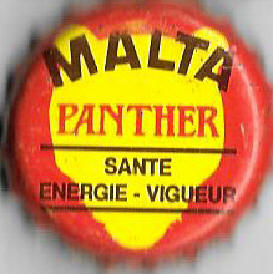 MALTA
PANTHER
SANTE
ENERGIE - VIGUEUR